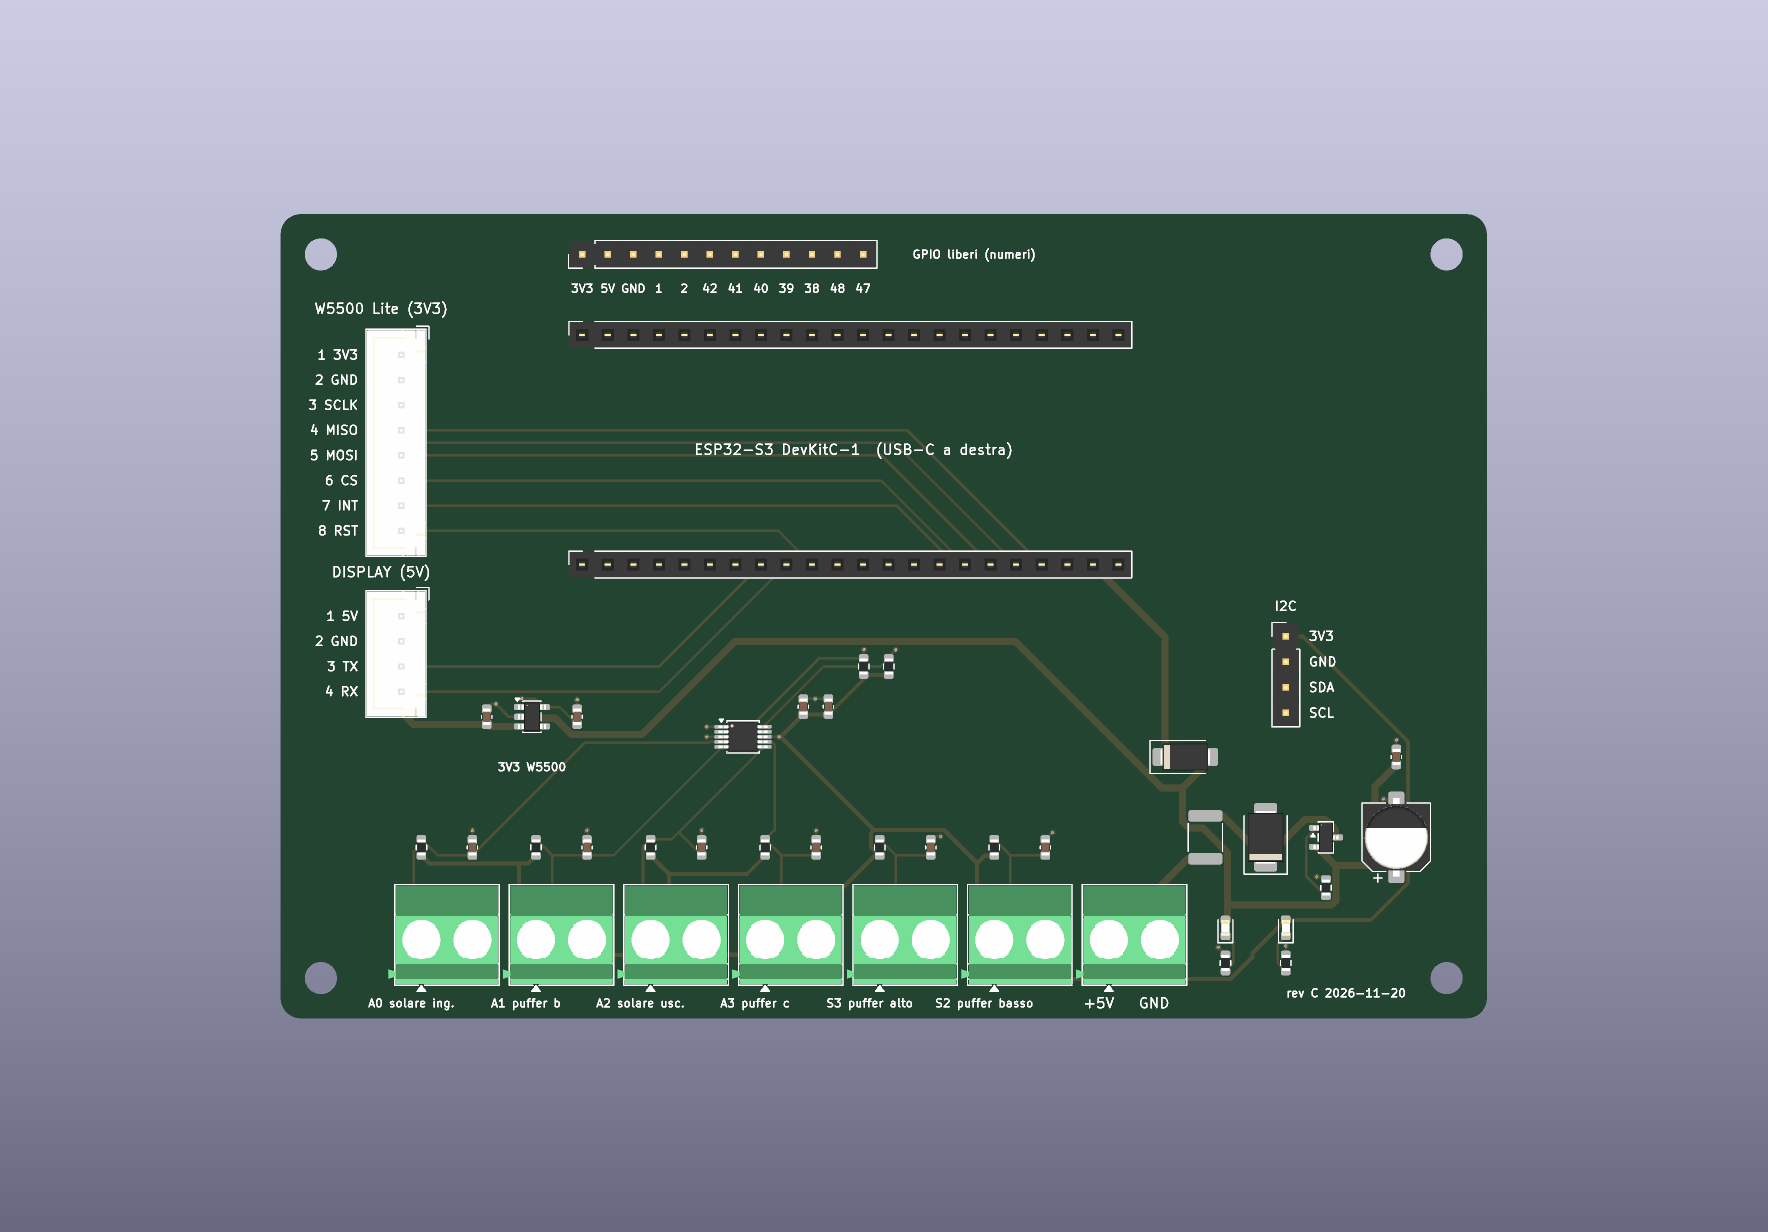 GPIO liberi (numeri)
3V3 5V GND 1 2 42 41 40 39 38 48 47
W5500 Lite (3V3)
1 3V3
2 GND
3 SCLK
4 MISO
5 MOSI
6 CS
7 INT
8 RST
ESP32-S3 DevKitC-1 (USB-C a destra)
DISPLAY (5V)
1 5V
2 GND
3 TX
4 RX
I2C
3V3
GND
SDA
SCL
3V3 W5500
+
A0 solare ing.
A1 puffer b
A2 solare usc.
A3 puffer c
S3 puffer alto
S2 puffer basso
+5V
GND
rev C 2026-11-20